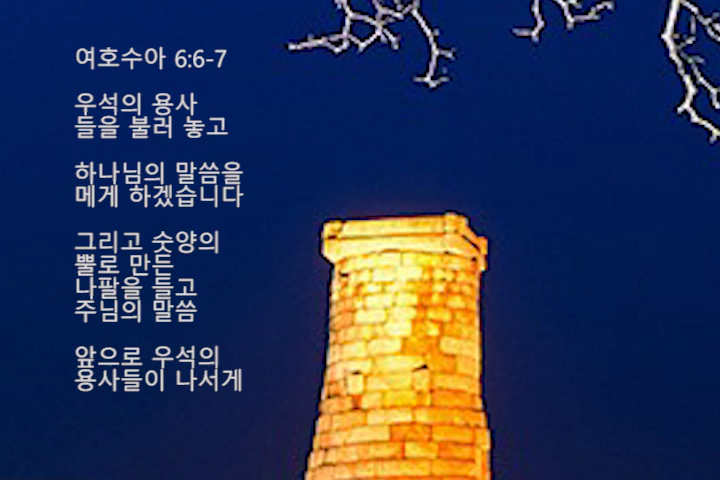 여호수아 6:6-7
우석의 용사
들을 불러 놓고
하나님의 말씀을
메게 하겠습니다
그리고 숫양의
뿔로 만든
나팔을 들고
주님의 말씀
앞으로 우석의
용사들이 나서게